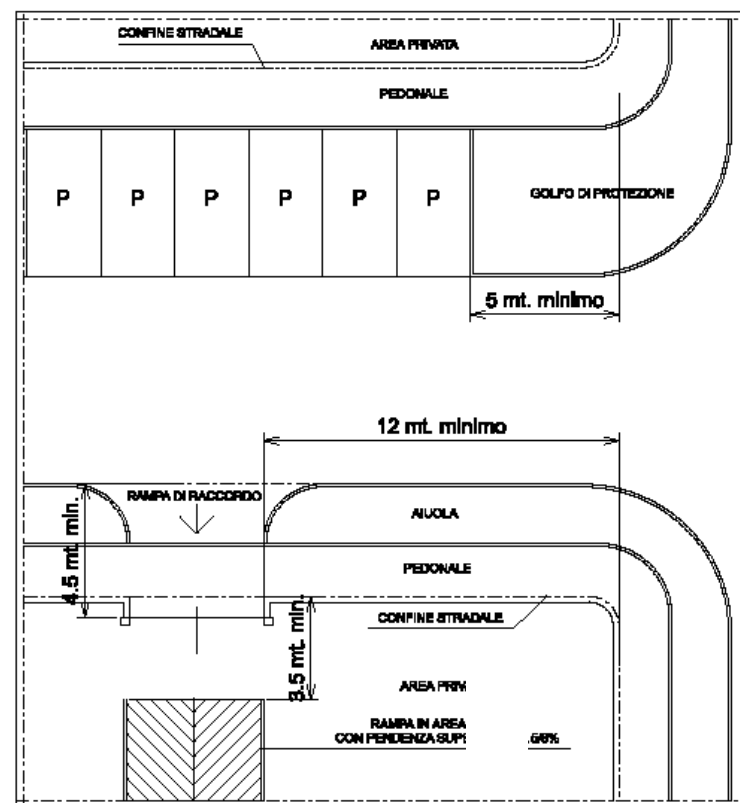 CONFINE STRADALE
AREA PRIVATA
PEDONALE
P P P P P P
GOLFO DI PROTEZIONE
5 mt. minimo
12 mt. minimo
RAMPA DI RACCORDO
AIUOLA
4.5 mt. min.
PEDONALE
CONFINE STRADALE
3.5 mt. min.
AREA PRIV
RAMPA IN AREA
CON PENDENZA SUP